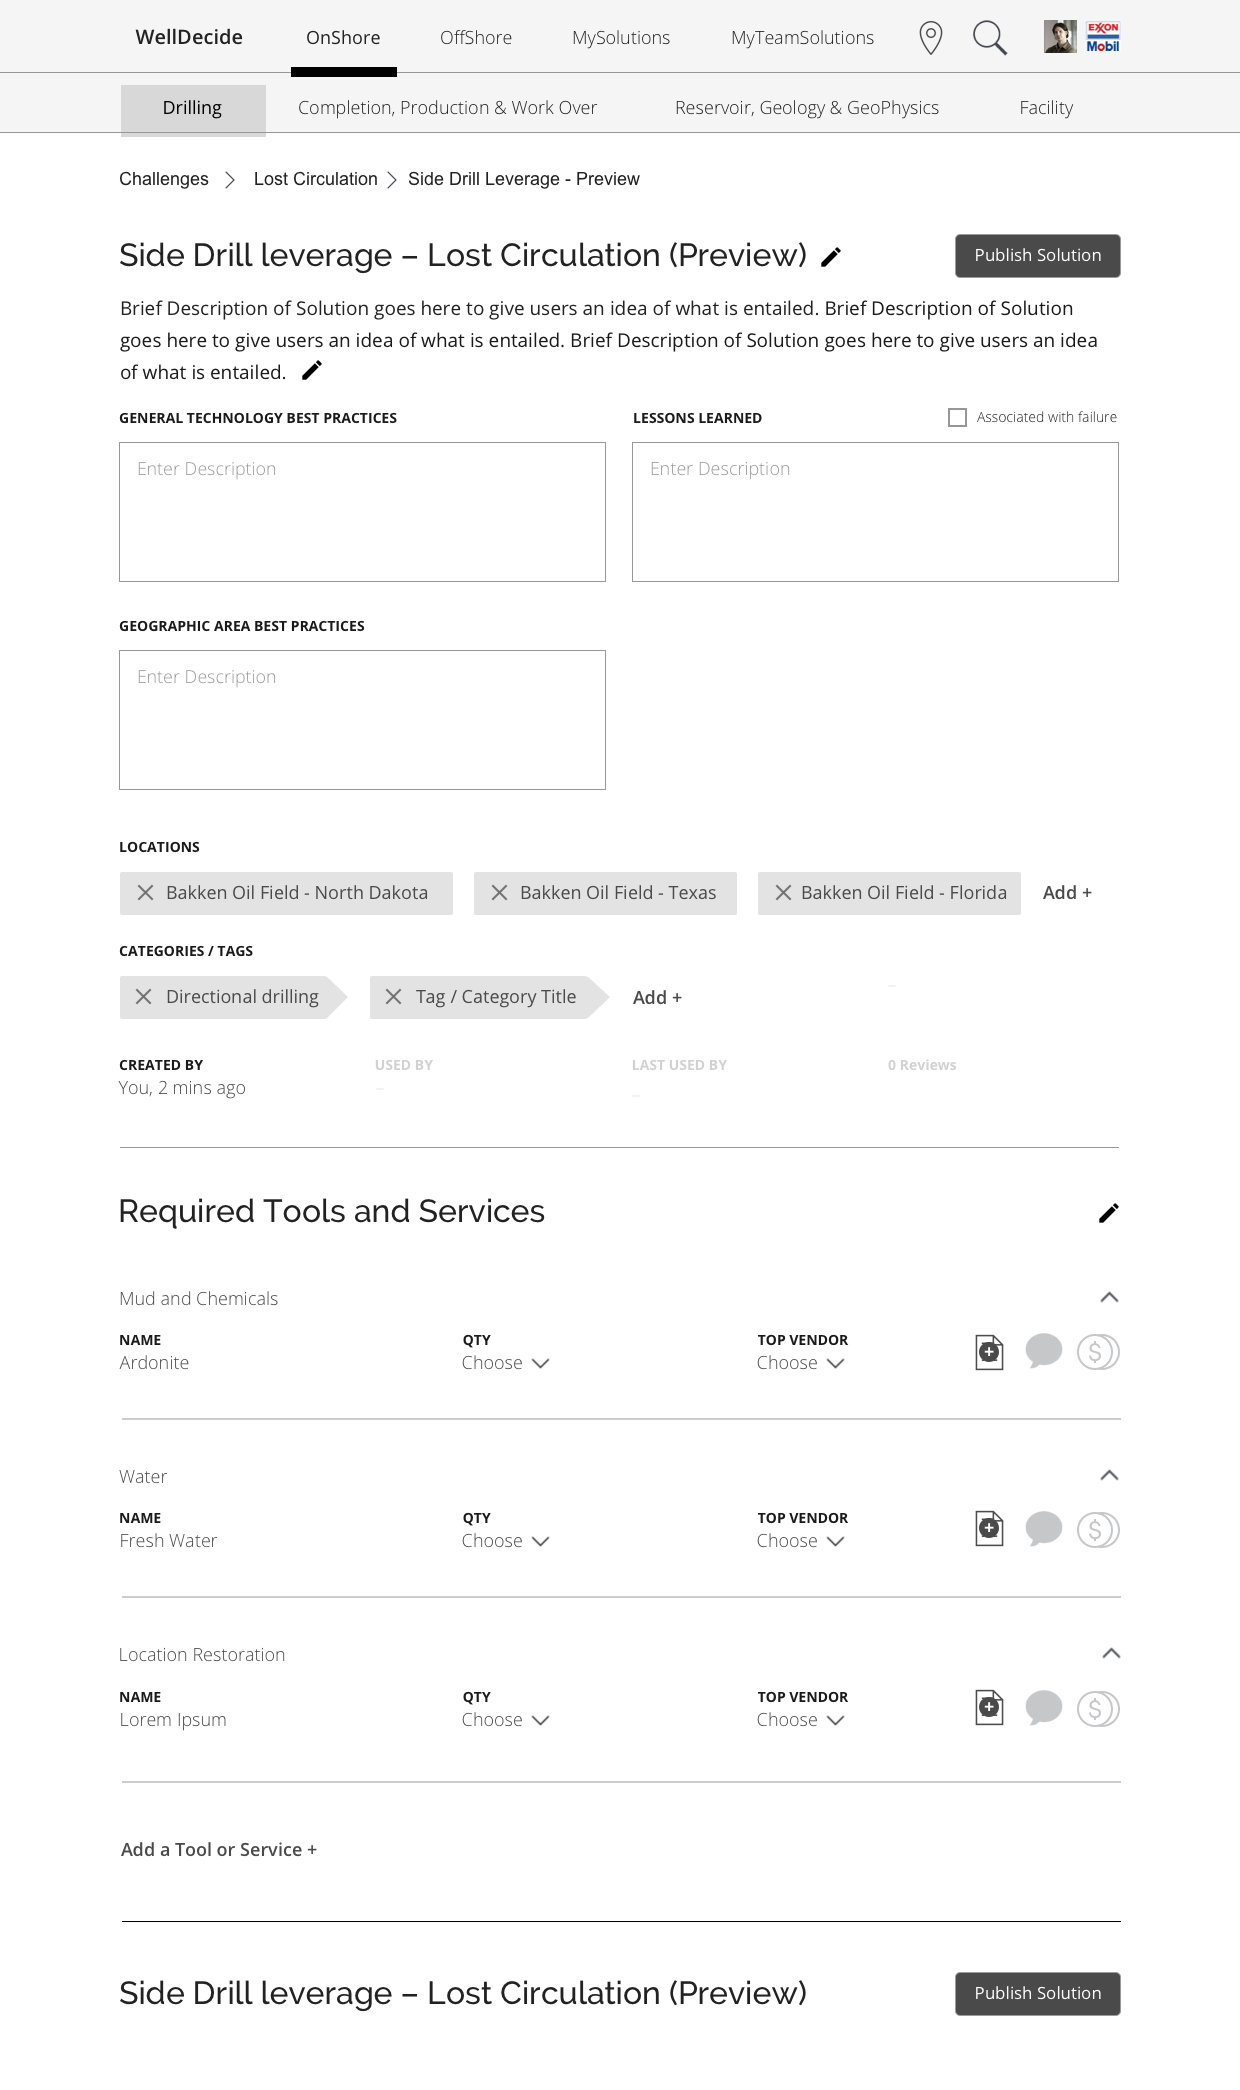 WellDecide OnShore OffShore MySolutions MyTeamSolutions EXXON
Mobil
Drilling Completion, Production & Work Over Reservoir, Geology & GeoPhysics Facility
Challenges Lost Circulation Side Drill Leverage - Preview
Side Drill leverage – Lost Circulation (Preview) Publish Solution
Brief Description of Solution goes here to give users an idea of what is entailed. Brief Description of Solution
goes here to give users an idea of what is entailed. Brief Description of Solution goes here to give users an idea
of what is entailed.
GENERAL TECHNOLOGY BEST PRACTICES LESSONS LEARNED Associated with failure
Enter Description Enter Description
GEOGRAPHIC AREA BEST PRACTICES
Enter Description
LOCATIONS
Bakken Oil Field - North Dakota Bakken Oil Field - Texas Bakken Oil Field - Florida Add +
CATEGORIES / TAGS
Directional drilling Tag / Category Title Add +
–
CREATED BY USED BY LAST USED BY 0 Reviews
You, 2 mins ago – –
Required Tools and Services
Mud and Chemicals
NAME QTY TOP VENDOR
Ardonite Choose Choose $
Water
NAME QTY TOP VENDOR
Fresh Water Choose Choose $
Location Restoration
NAME QTY TOP VENDOR
Lorem Ipsum Choose Choose $
Add a Tool or Service +
Side Drill leverage – Lost Circulation (Preview) Publish Solution